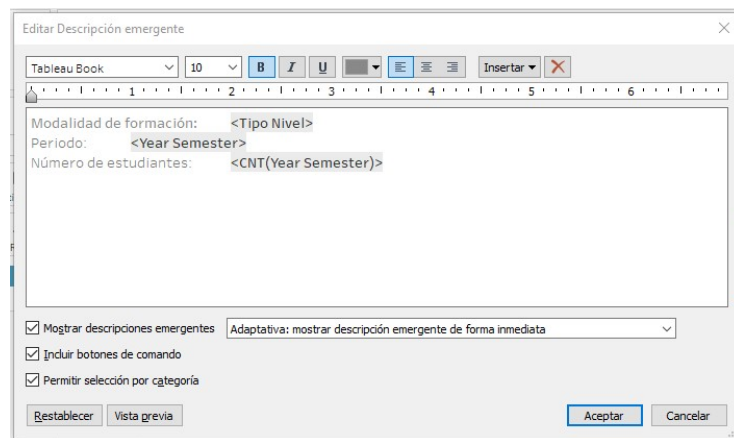 Editar Descripción emergente
Tableau Book 10 B I U Insertar
1 2 3 4 5 6
Modalidad de formación: <Tipo Nivel>
Periodo: <Year Semester>
Número de estudiantes: <CNT(Year Semester)>
Mostrar descripciones emergentes Adaptativa: mostrar descripción emergente de forma inmediata
Incluir botones de comando
Permitir selección por categoría
Restablecer Vista previa Aceptar Cancelar